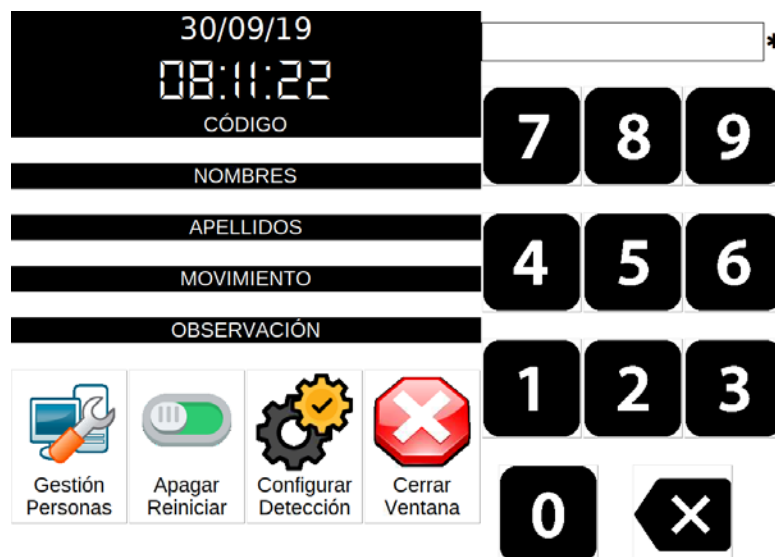 30/09/19
08:11:22
CÓDIGO
NOMBRES
APELLIDOS
MOVIMIENTO
OBSERVACIÓN
Gestión
Personas
Apagar
Reiniciar
Configurar
Detección
Cerrar
Ventana
*
7 8 9
4 5 6
1 2 3
0